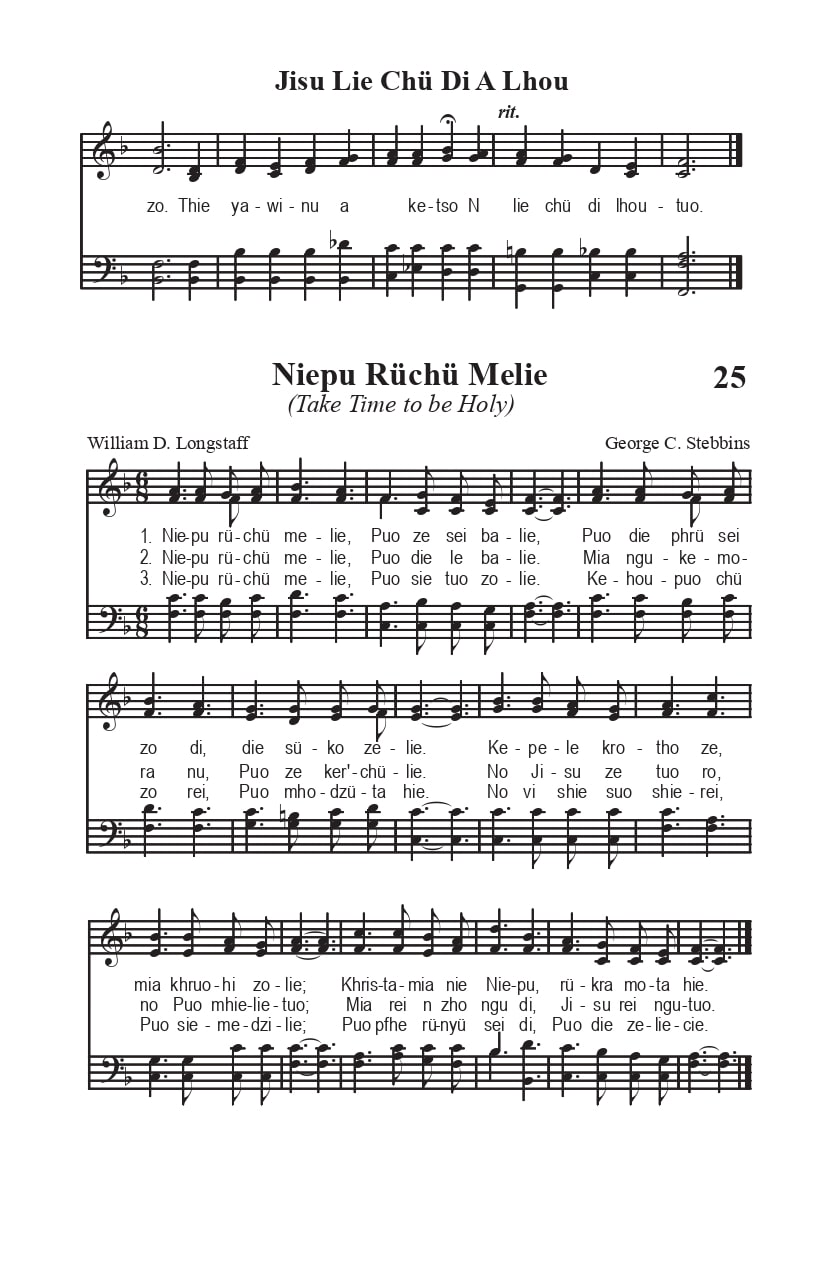 Jisu Lie Chü Di A Lhou
rit.
zo. Thie ya - wi - nu a ke - tso N lie chü di lhou - tuo.
Niepu Rüchü Melie 25
(Take Time to be Holy)
William D. Longstaff George C. Stebbins
1. Nie-pu rü - chü me - lie, Puo ze sei ba - lie, Puo die phrü sei
2. Nie-pu rü - chü me - lie, Puo die le ba - lie. Mia ngu - ke - mo-
3. Nie-pu rü - chü me - lie, Puo sie tuo zo - lie. Ke - hou - puo chü
zo di, die sü - ko ze - lie. Ke - pe - le kro - tho ze,
ra nu, Puo ze ker'-chü - lie. No Ji - su ze tuo ro,
zo rei, Puo mho - dzü - ta hie. No vi shie suo shie - rei,
mia khruo - hi zo - lie; Khris - ta - mia nie Nie - pu, rü - kra mo - ta hie.
no Puo mhie - lie - tuo; Mia rei n zho ngu di, Ji - su rei ngu - tuo.
Puo sie - me - dzi - lie; Puo pfhe rü - nyü sei di, Puo die ze - lie - cie.